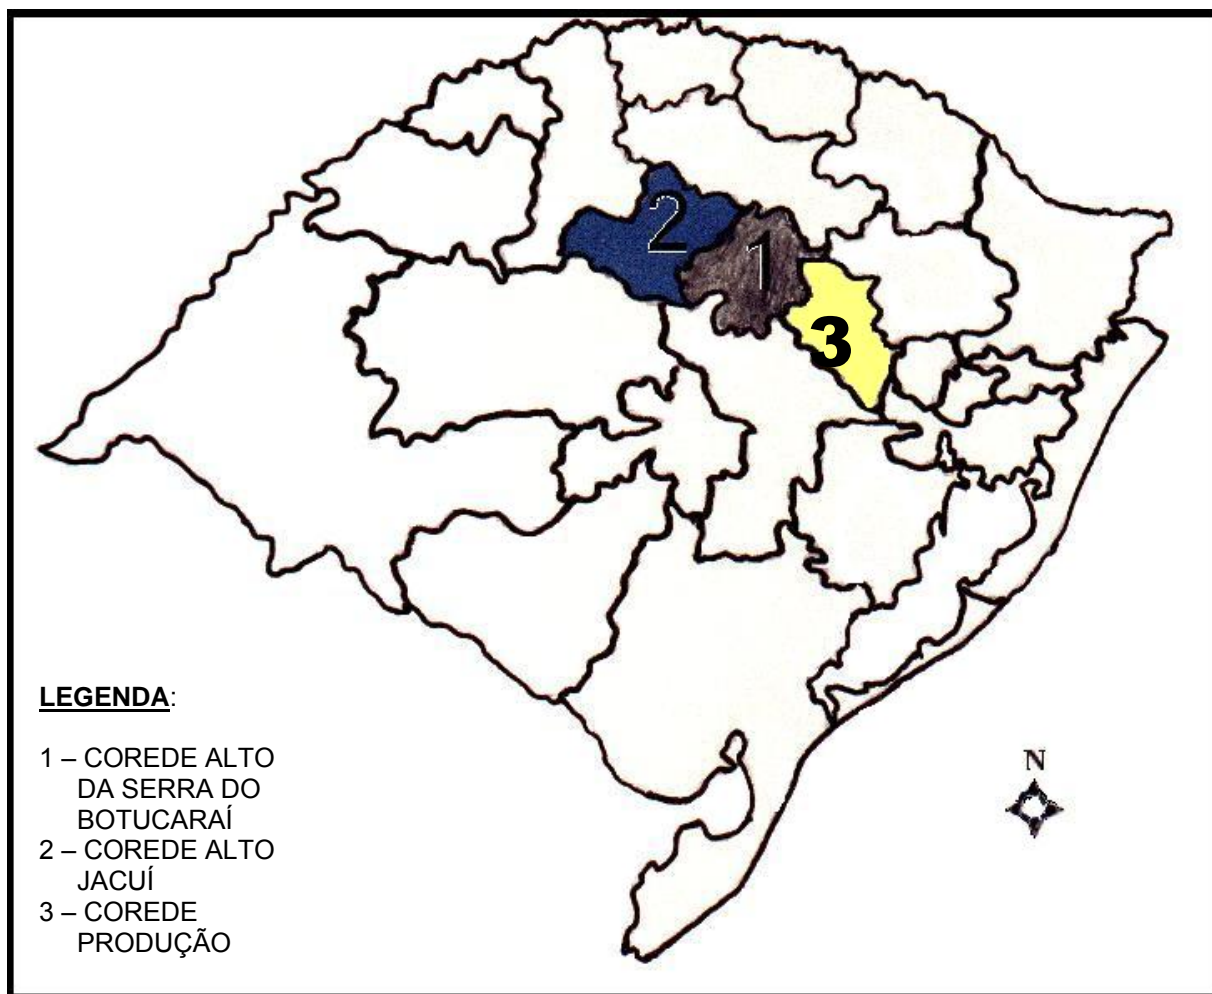 2
1
3
LEGENDA:
1 – COREDE ALTO
DA SERRA DO
BOTUCARAÍ
2 – COREDE ALTO
JACUÍ
3 – COREDE
PRODUÇÃO
N